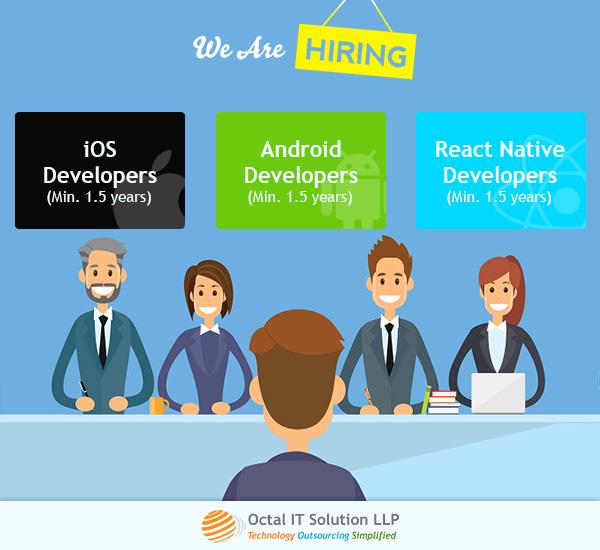 We Are HIRING
iOS
Developers
(Min. 1.5 years)
Android
Developers
(Min. 1.5 years)
React Native
Developers
(Min. 1.5 years)
Octal IT Solution LLP
Technology Outsourcing Simplified